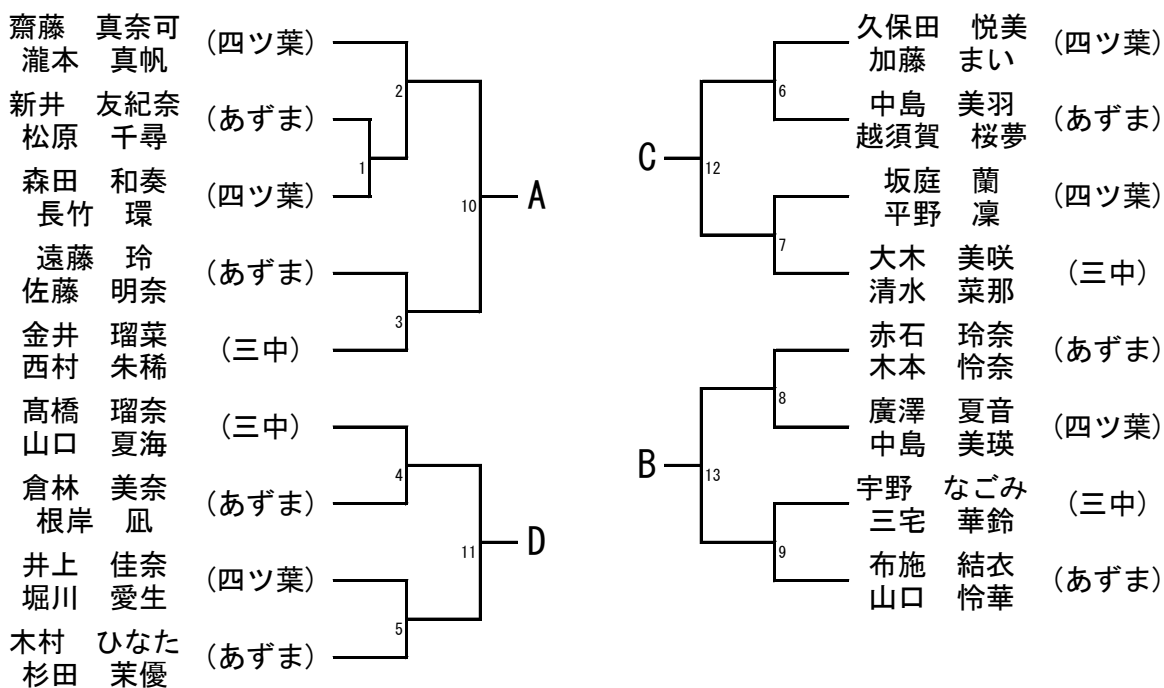 齋藤　真奈可
瀧本　真帆
(四ツ葉)
2
新井　友紀奈
松原　千尋
(あずま)
1
森田　和奏
長竹　環
(四ツ葉)
10
A
遠藤　玲
佐藤　明奈
(あずま)
3
金井　瑠菜
西村　朱稀
(三中)
髙橋　瑠奈
山口　夏海
(三中)
4
倉林　美奈
根岸　凪
(あずま)
11
D
井上　佳奈
堀川　愛生
(四ツ葉)
5
木村　ひなた
杉田　茉優
(あずま)
久保田　悦美
加藤　まい
(四ツ葉)
6
中島　美羽
越須賀　桜夢
(あずま)
C
12
坂庭　蘭
平野　凜
(四ツ葉)
7
大木　美咲
清水　菜那
(三中)
赤石　玲奈
木本　怜奈
(あずま)
8
廣澤　夏音
中島　美瑛
(四ツ葉)
B
13
宇野　なごみ
三宅　華鈴
(三中)
9
布施　結衣
山口　怜華
(あずま)